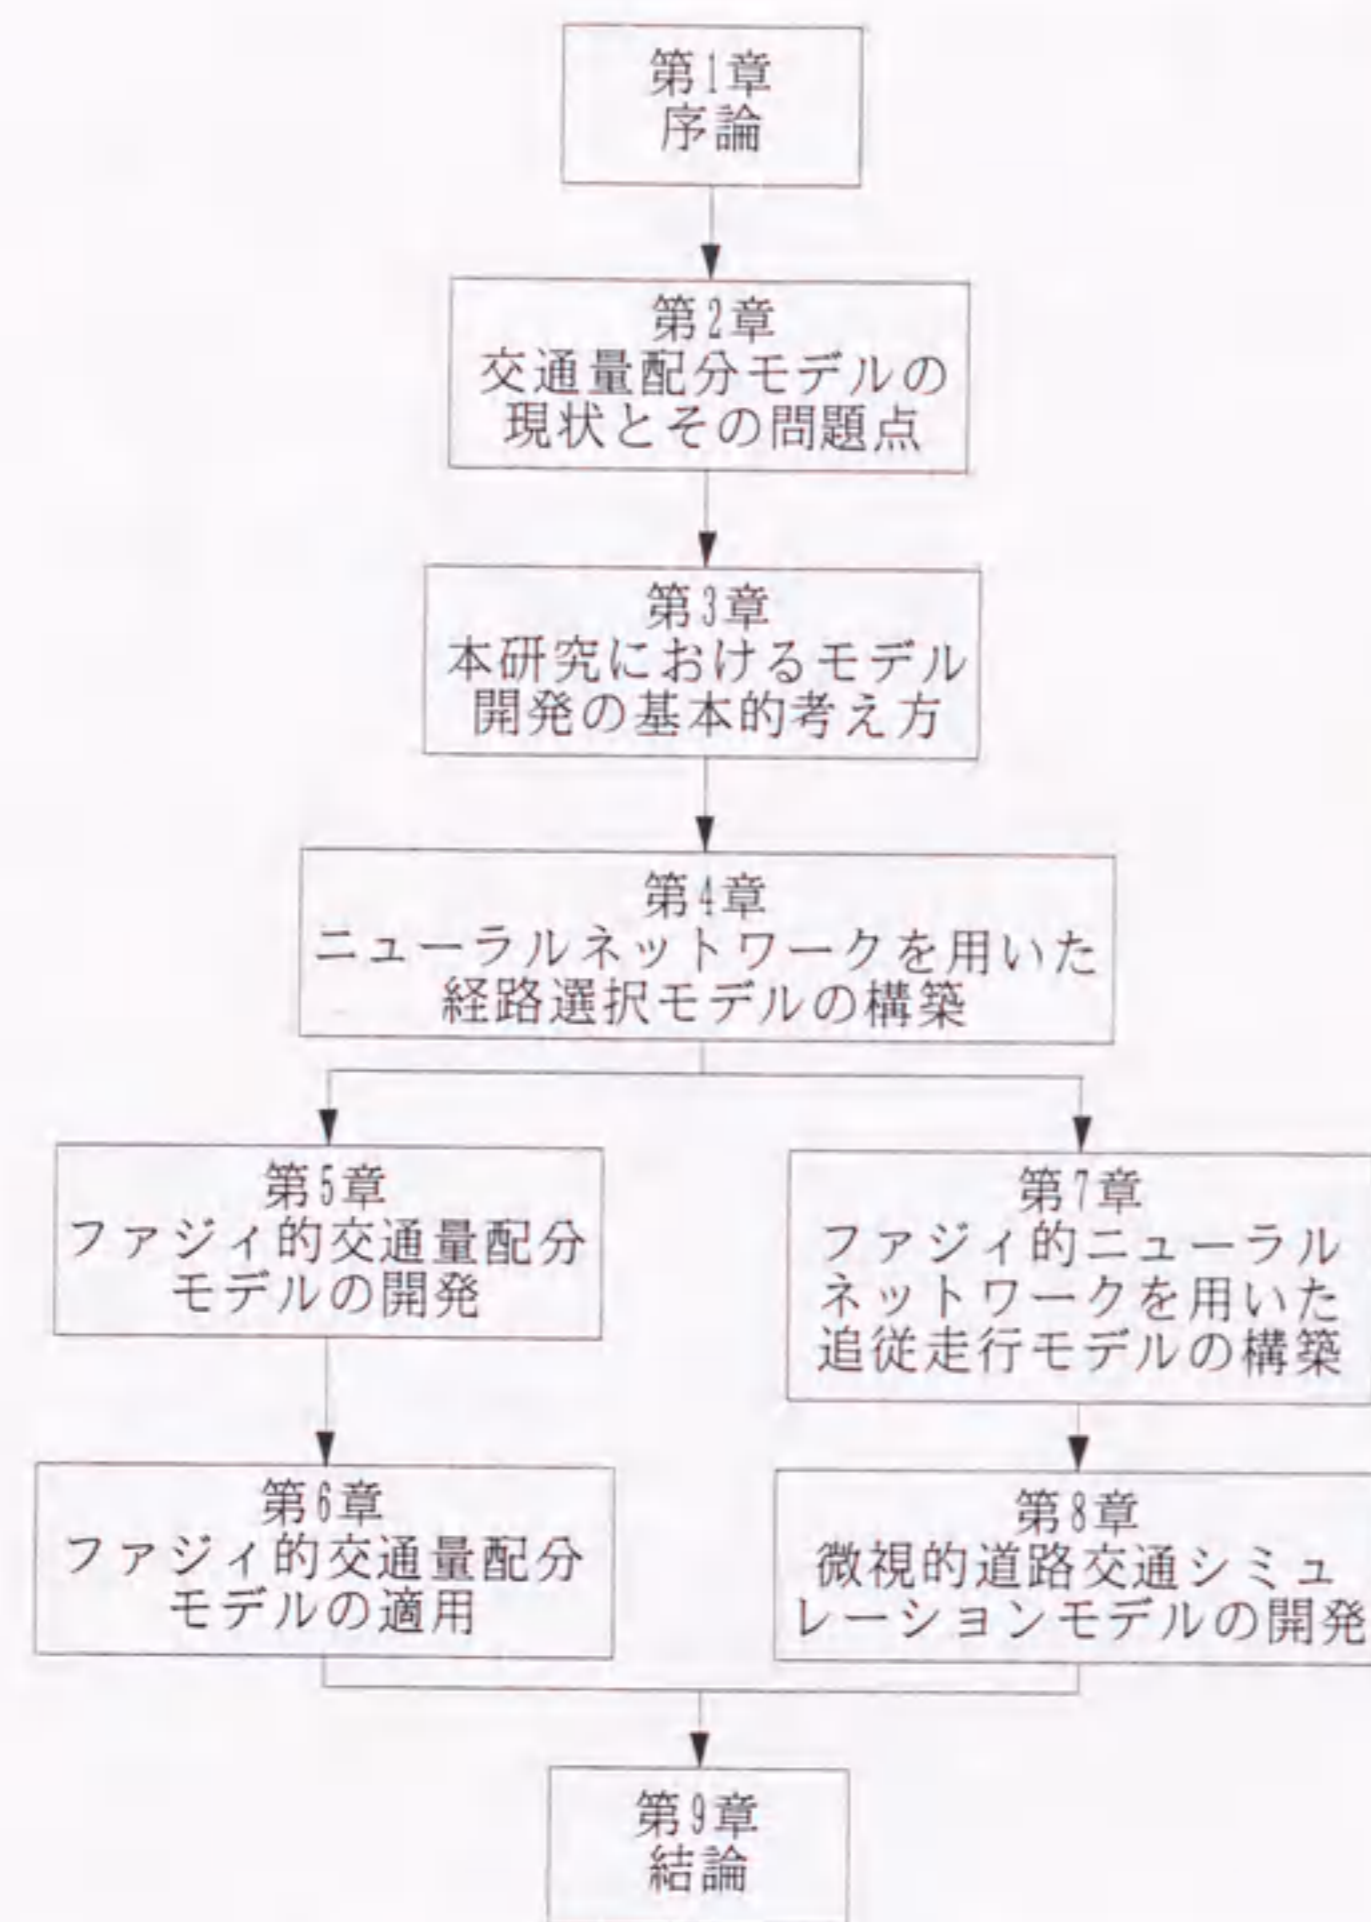 第1章
序論
第2章
交通量配分モデルの
現状とその問題点
第3章
本研究におけるモデル
開発の基本的考え方
第4章
ニューラルネットワークを用いた
経路選択モデルの構築
第5章
ファジィ的交通量配分
モデルの開発
第6章
ファジィ的交通量配分
モデルの適用
第7章
ファジィ的ニューラル
ネットワークを用いた
追従走行モデルの構築
第8章
微視的道路交通シミュ
レーションモデルの開発
第9章
結論